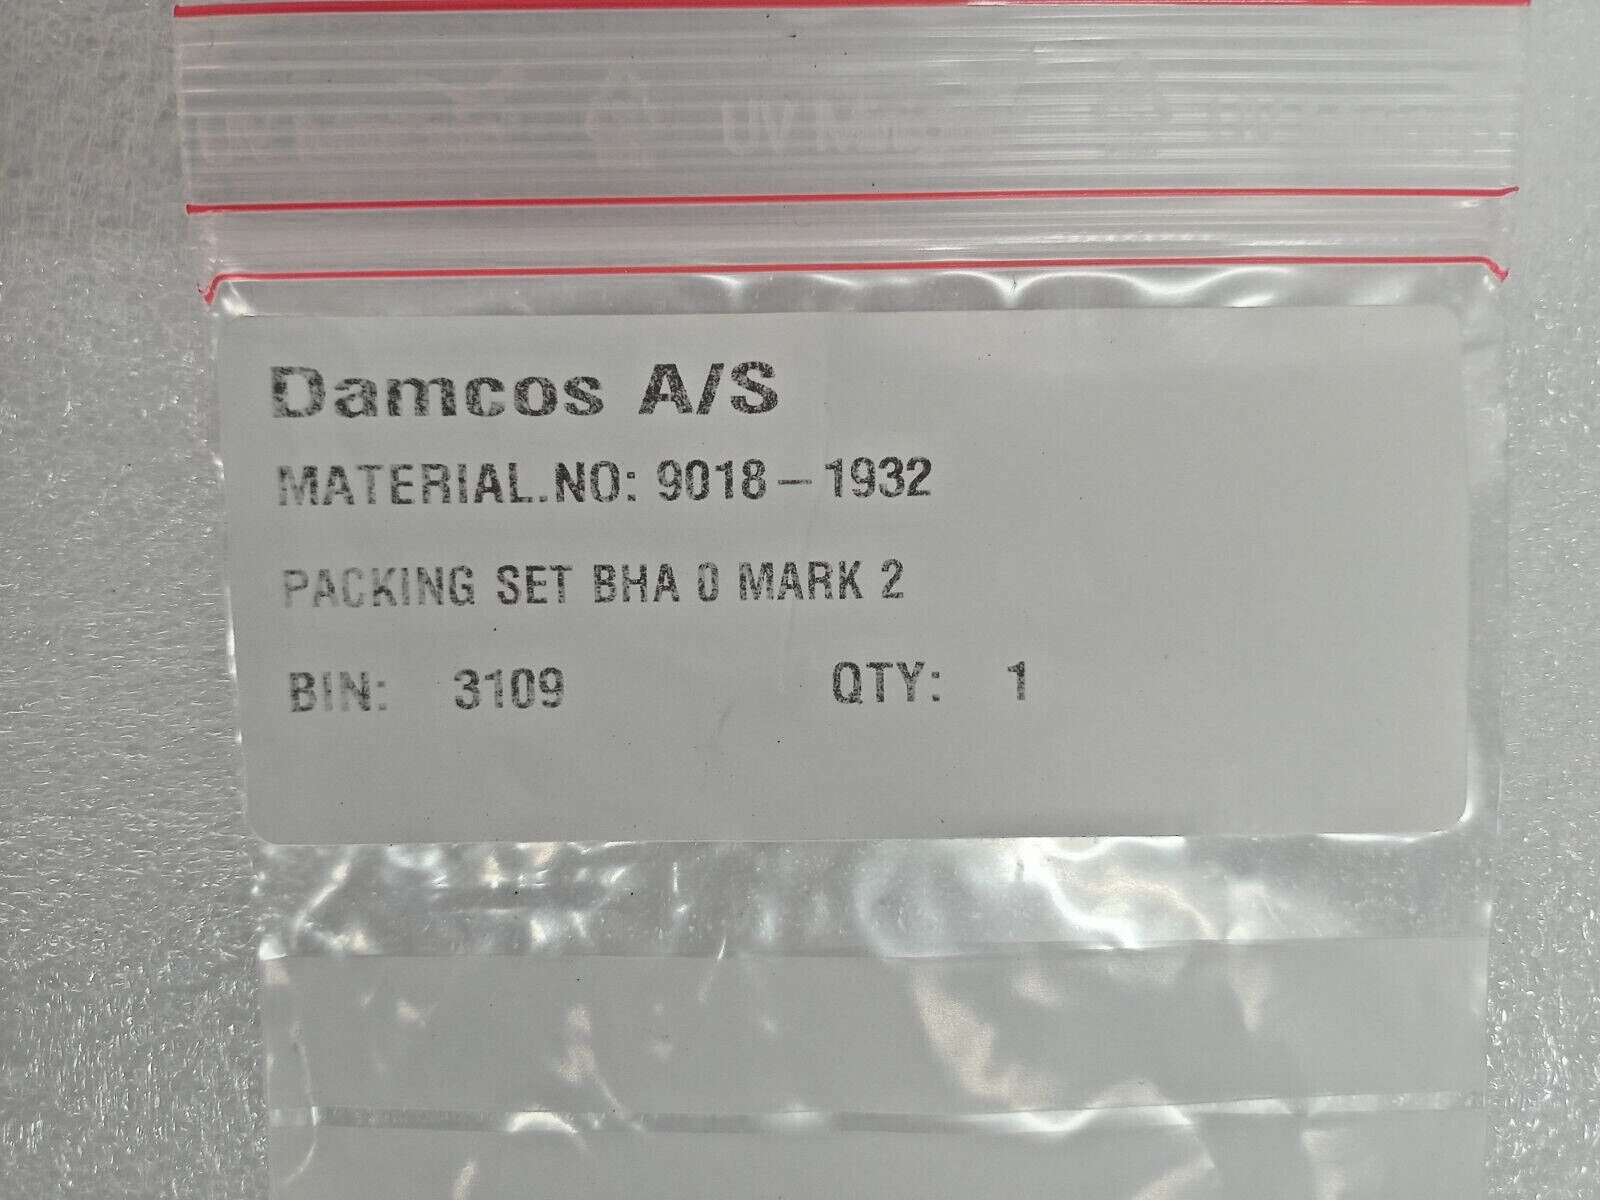 Damcos A/S
MATERIAL.NO: 9018-1932
PACKING SET BHA 0 MARK 2
BIN: 3109 QTY: 1